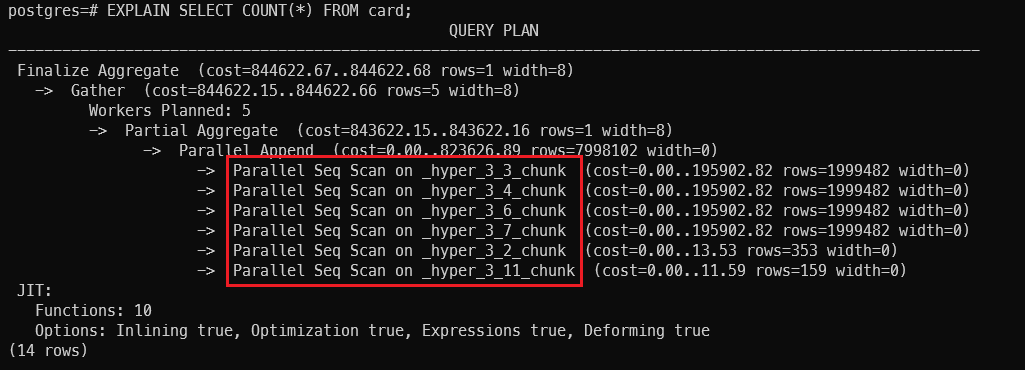 postgres=# EXPLAIN SELECT COUNT(*) FROM card;
QUERY PLAN
Finalize Aggregate  (cost=844622.67..844622.68 rows=1 width=8)
->  Gather  (cost=844622.15..844622.66 rows=5 width=8)
Workers Planned: 5
->  Partial Aggregate  (cost=843622.15..843622.16 rows=1 width=8)
->  Parallel Append  (cost=0.00..823626.89 rows=7998102 width=0)
->  Parallel Seq Scan on _hyper_3_3_chunk  (cost=0.00..195902.82 rows=1999482 width=0)
->  Parallel Seq Scan on _hyper_3_4_chunk  (cost=0.00..195902.82 rows=1999482 width=0)
->  Parallel Seq Scan on _hyper_3_6_chunk  (cost=0.00..195902.82 rows=1999482 width=0)
->  Parallel Seq Scan on _hyper_3_7_chunk  (cost=0.00..195902.82 rows=1999482 width=0)
->  Parallel Seq Scan on _hyper_3_2_chunk  (cost=0.00..13.53 rows=353 width=0)
->  Parallel Seq Scan on _hyper_3_11_chunk  (cost=0.00..11.59 rows=159 width=0)
JIT:
Functions: 10
Options: Inlining true, Optimization true, Expressions true, Deforming true
(14 rows)